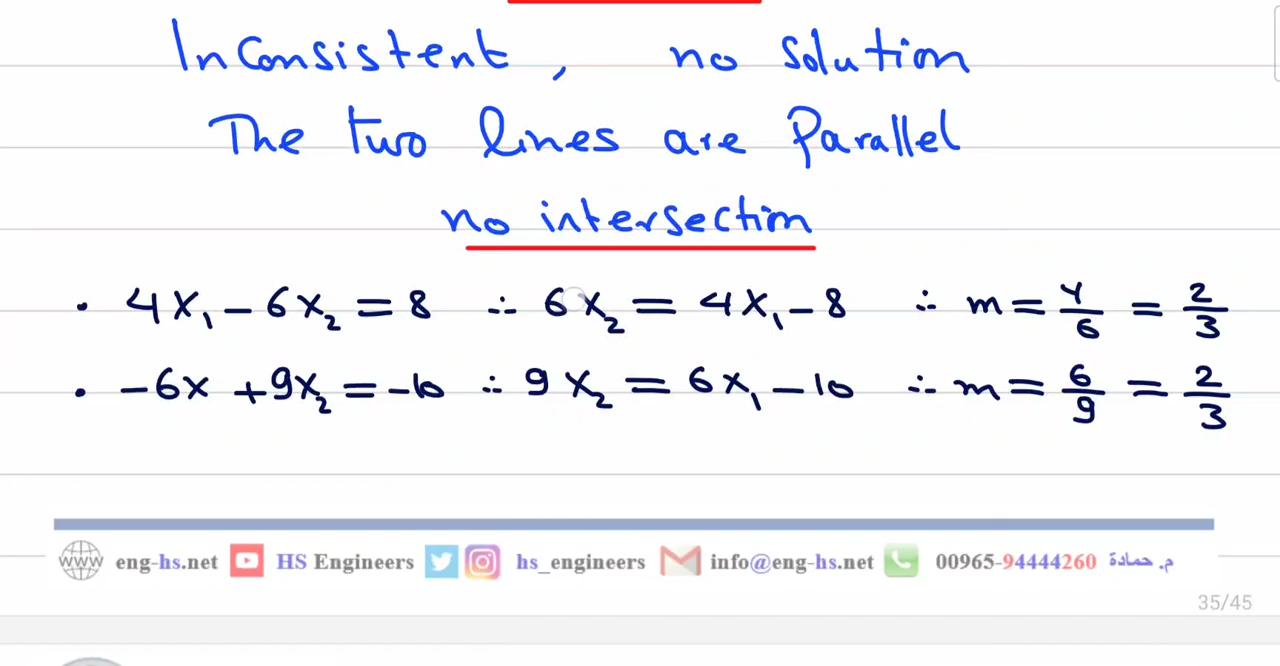 Inconsistent, no solution
The two lines are Parallel
no intersection
• 4x₁ – 6x₂ = 8 ∴ 6x₂ = 4x₁ – 8 ∴ m = 4/6 = 2/3
• –6x + 9x₂ = –10 ∴ 9x₂ = 6x₁ – 10 ∴ m = 6/9 = 2/3
www eng-hs.net HS Engineers hs_engineers info@eng-hs.net 00965-94444260 م. حمادة
35/45